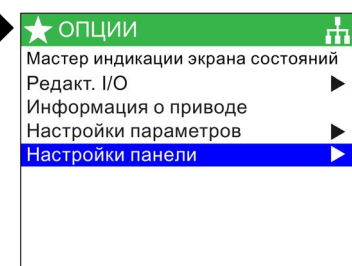 ОПЦИИ
Мастер индикации экрана состояний
Редакт. I/O
Информация о приводе
Настройки параметров
Настройки панели